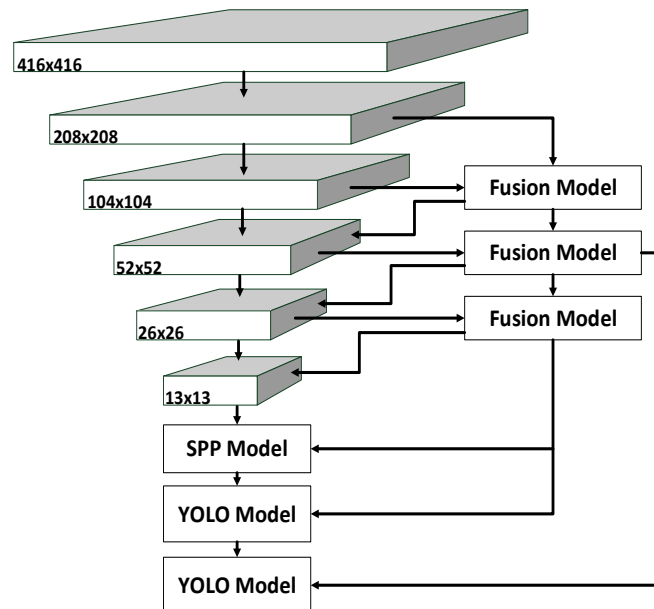 416x416
208x208
104x104
Fusion Model
52x52
Fusion Model
26x26
Fusion Model
13x13
SPP Model
YOLO Model
YOLO Model